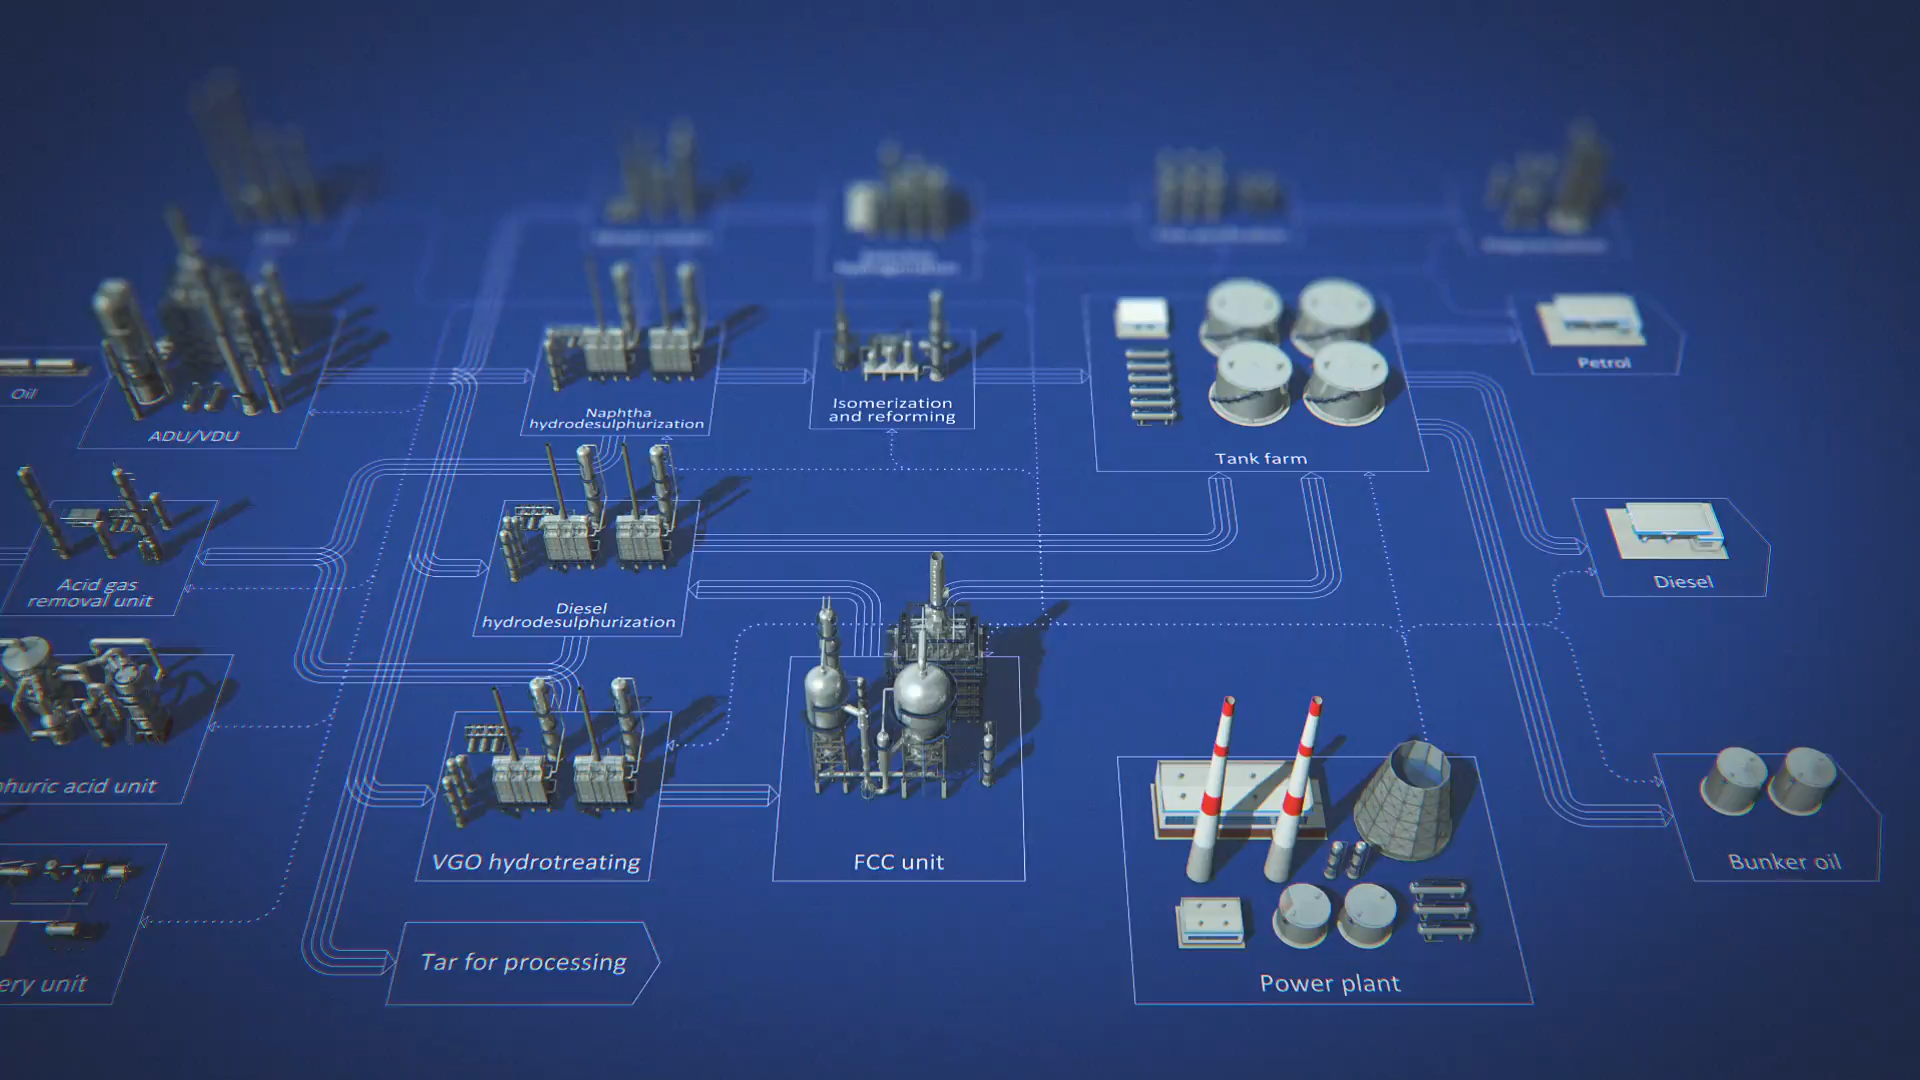 Petrol
Oil
Naphtha
hydrodesulphurization
Isomerization
and reforming
ADU/VDU
Tank farm
Acid gas
removal unit
Diesel
hydrodesulphurization
Diesel
huric acid unit
VGO hydrotreating
FCC unit
Bunker oil
Tar for processing
ery unit
Power plant